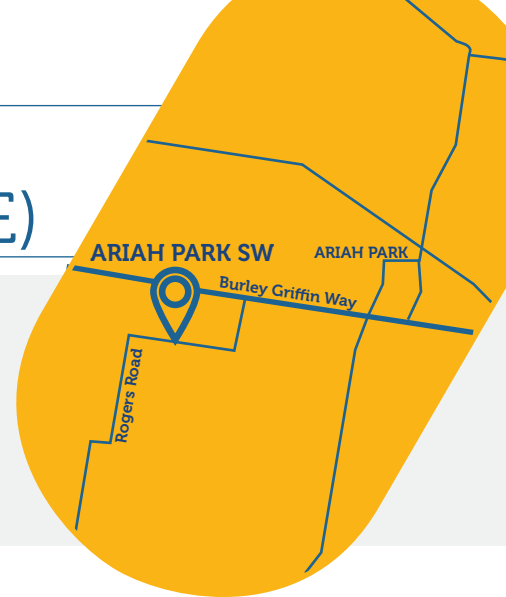 E)
ARIAH PARK SW
ARIAH PARK
Burley Griffin Way
Rogers Road